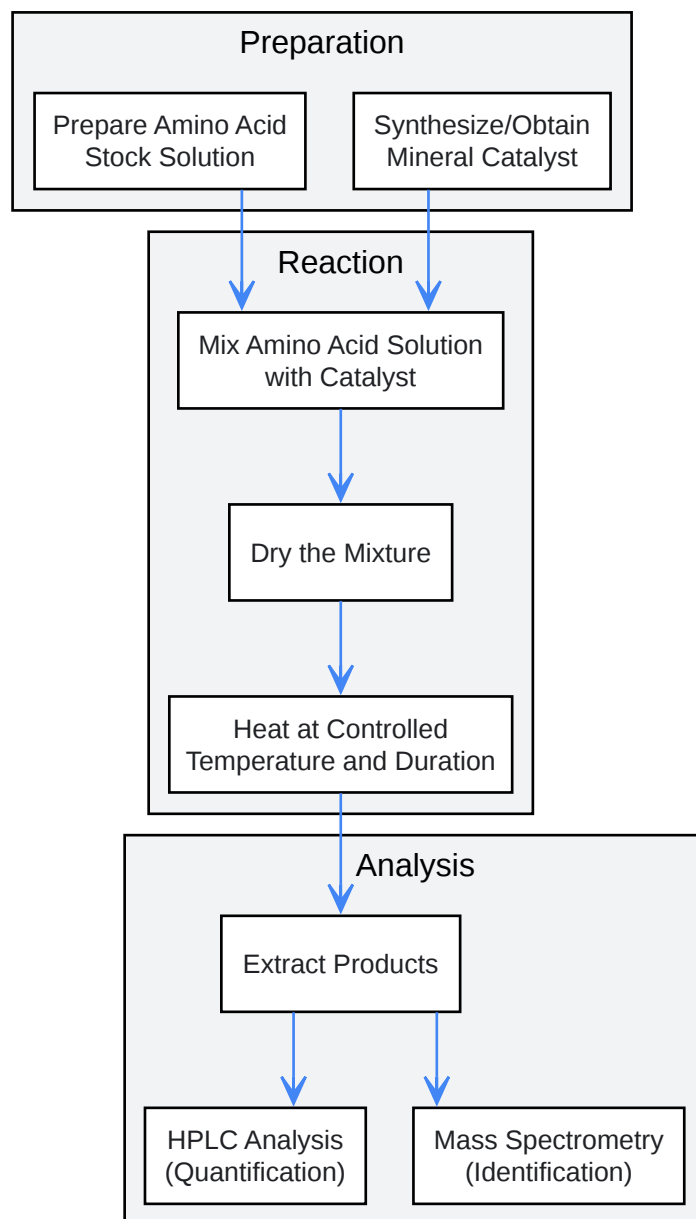 Preparation
Prepare Amino Acid
Stock Solution
Synthesize/Obtain
Mineral Catalyst
Reaction
Mix Amino Acid Solution
with Catalyst
Dry the Mixture
Heat at Controlled
Temperature and Duration
Analysis
Extract Products
HPLC Analysis
(Quantification)
Mass Spectrometry
(Identification)